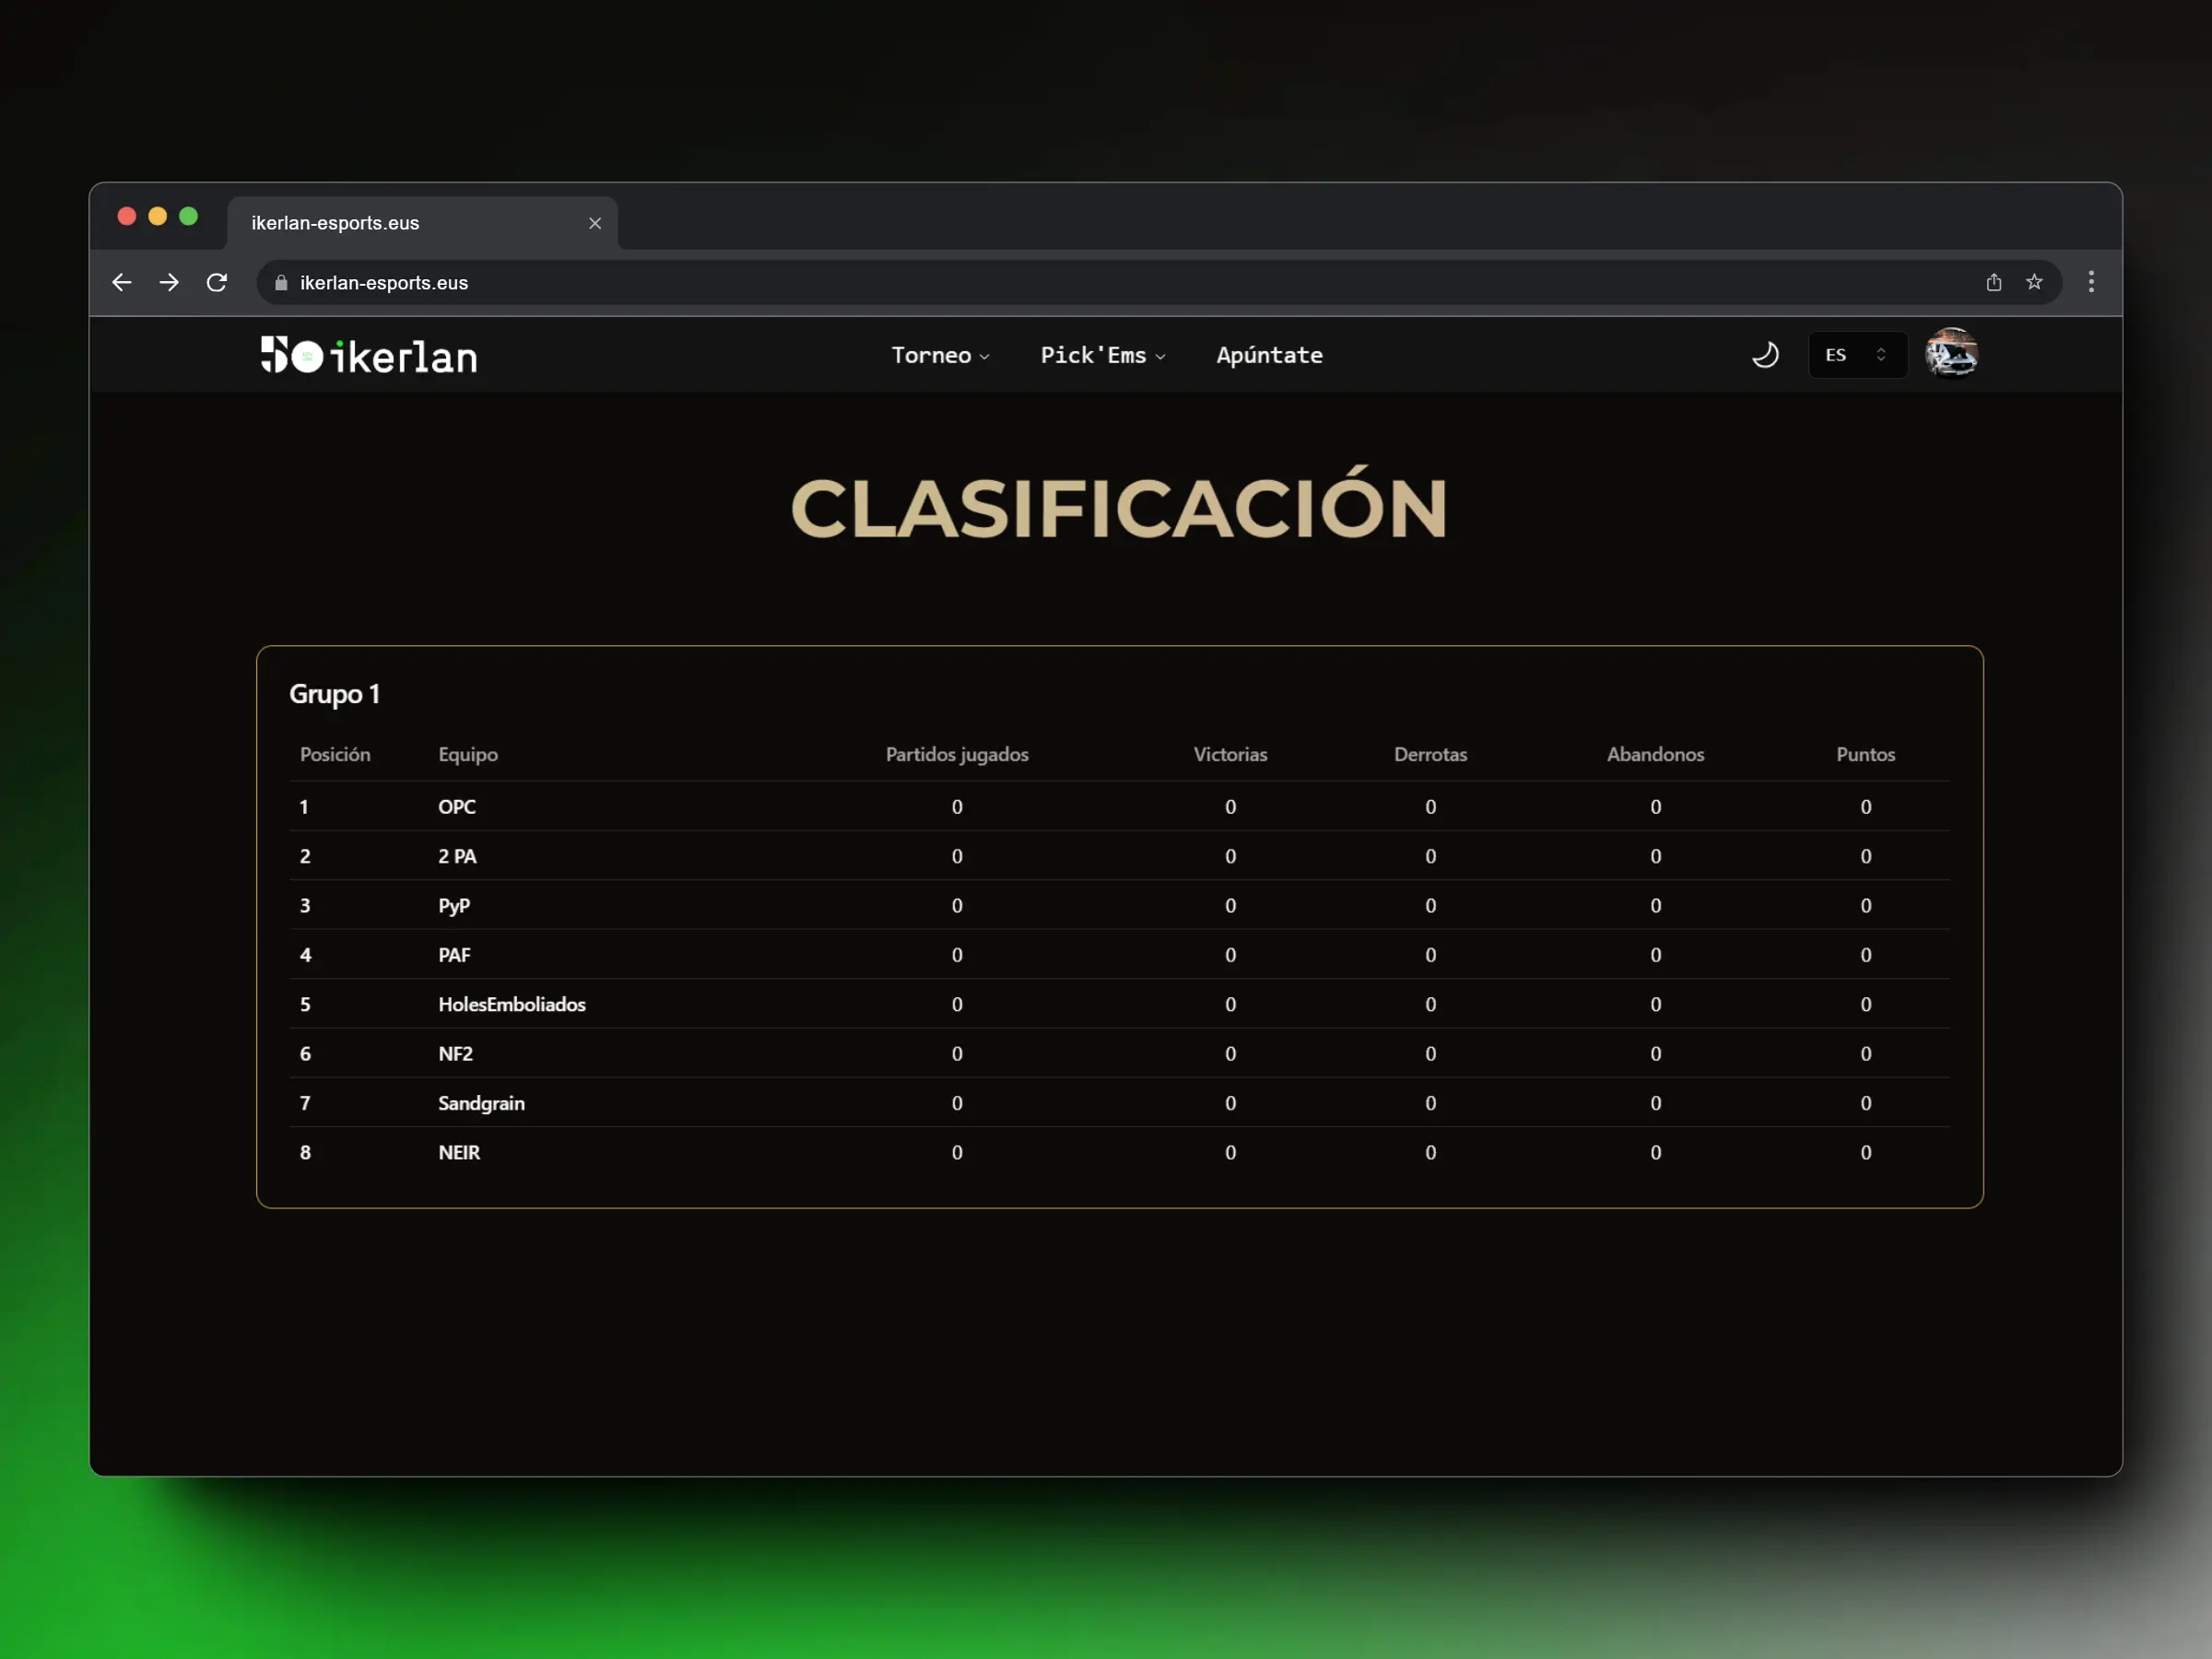 ikerlan-esports.eus
ikerlan-esports.eus
50 ikerlan
Torneo
Pick'Ems
Apúntate
ES
CLASIFICACIÓN
Grupo 1
Posición Equipo Partidos jugados Victorias Derrotas Abandonos Puntos
1 OPC 0 0 0 0 0
2 2 PA 0 0 0 0 0
3 PyP 0 0 0 0 0
4 PAF 0 0 0 0 0
5 HolesEmboliados 0 0 0 0 0
6 NF2 0 0 0 0 0
7 Sandgrain 0 0 0 0 0
8 NEIR 0 0 0 0 0